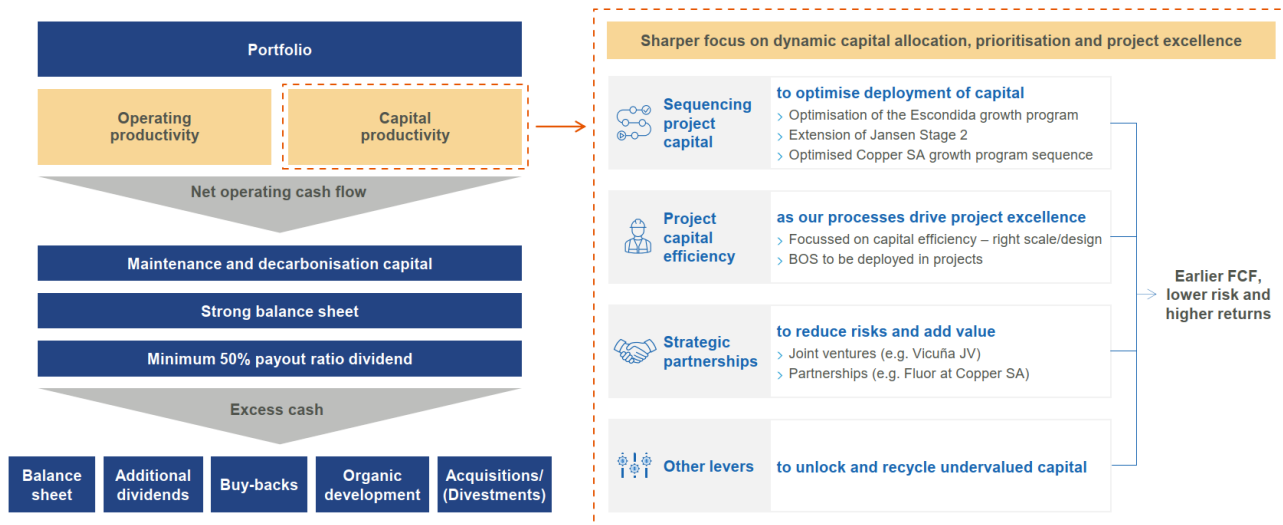 Portfolio
Operating
productivity
Capital
productivity
Net operating cash flow
Maintenance and decarbonisation capital
Strong balance sheet
Minimum 50% payout ratio dividend
Excess cash
Balance
sheet
Additional
dividends
Buy-backs
Organic
development
Acquisitions/
(Divestments)
Sharper focus on dynamic capital allocation, prioritisation and project excellence
Sequencing
project
capital
to optimise deployment of capital
› Optimisation of the Escondida growth program
› Extension of Jansen Stage 2
› Optimised Copper SA growth program sequence
Project
capital
efficiency
as our processes drive project excellence
› Focussed on capital efficiency – right scale/design
› BOS to be deployed in projects
Strategic
partnerships
to reduce risks and add value
› Joint ventures (e.g. Vicuña JV)
› Partnerships (e.g. Fluor at Copper SA)
Other levers
to unlock and recycle undervalued capital
Earlier FCF,
lower risk and
higher returns